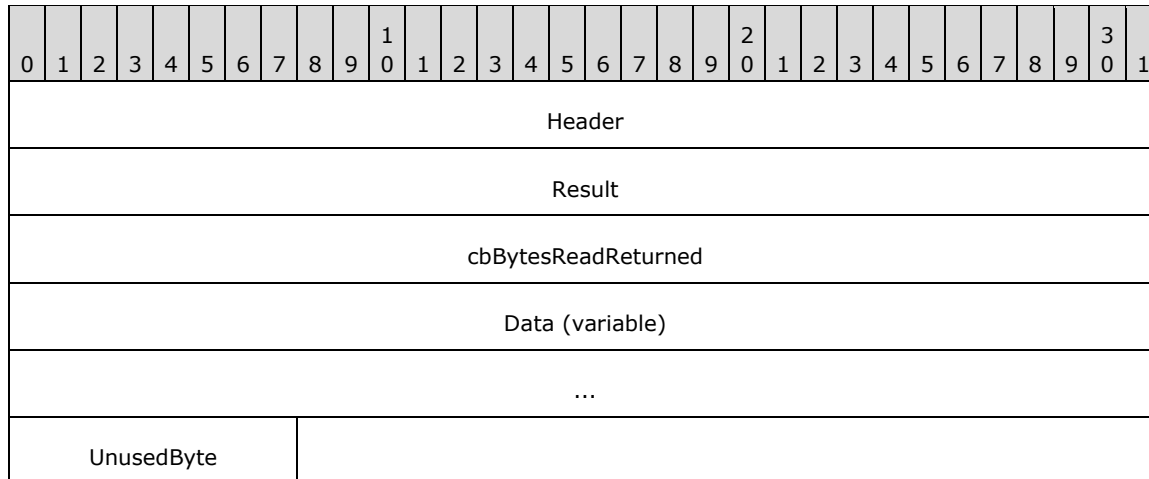 1 2 3
0 1 2 3 4 5 6 7 8 9 0 1 2 3 4 5 6 7 8 9 0 1 2 3 4 5 6 7 8 9 0 1
Header
Result
cbBytesReadReturned
Data (variable)
...
UnusedByte